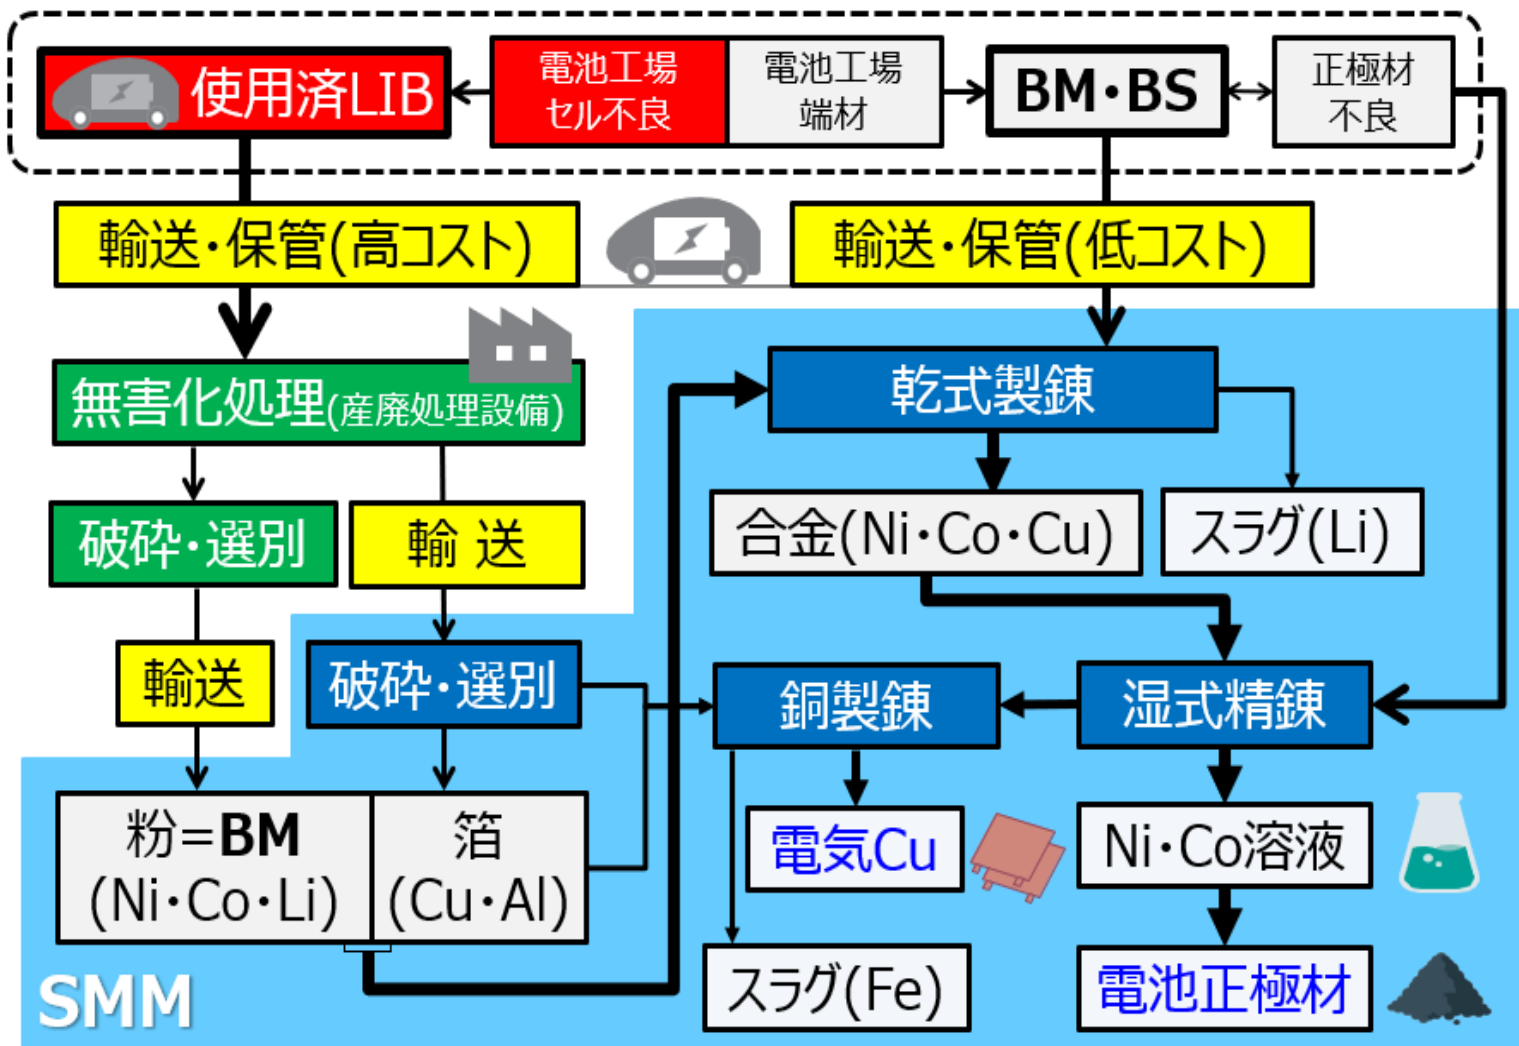 使用済LIB
電池工場
セル不良
電池工場
端材
BM・BS
正極材
不良
輸送・保管(高コスト)
輸送・保管(低コスト)
無害化処理(産廃処理設備)
乾式製錬
破砕・選別
輸 送
合金(Ni・Co・Cu)
スラグ(Li)
輸送
破砕・選別
銅製錬
湿式精錬
粉=BM
(Ni・Co・Li)
箔
(Cu・Al)
電気Cu
Ni・Co溶液
スラグ(Fe)
電池正極材
SMM